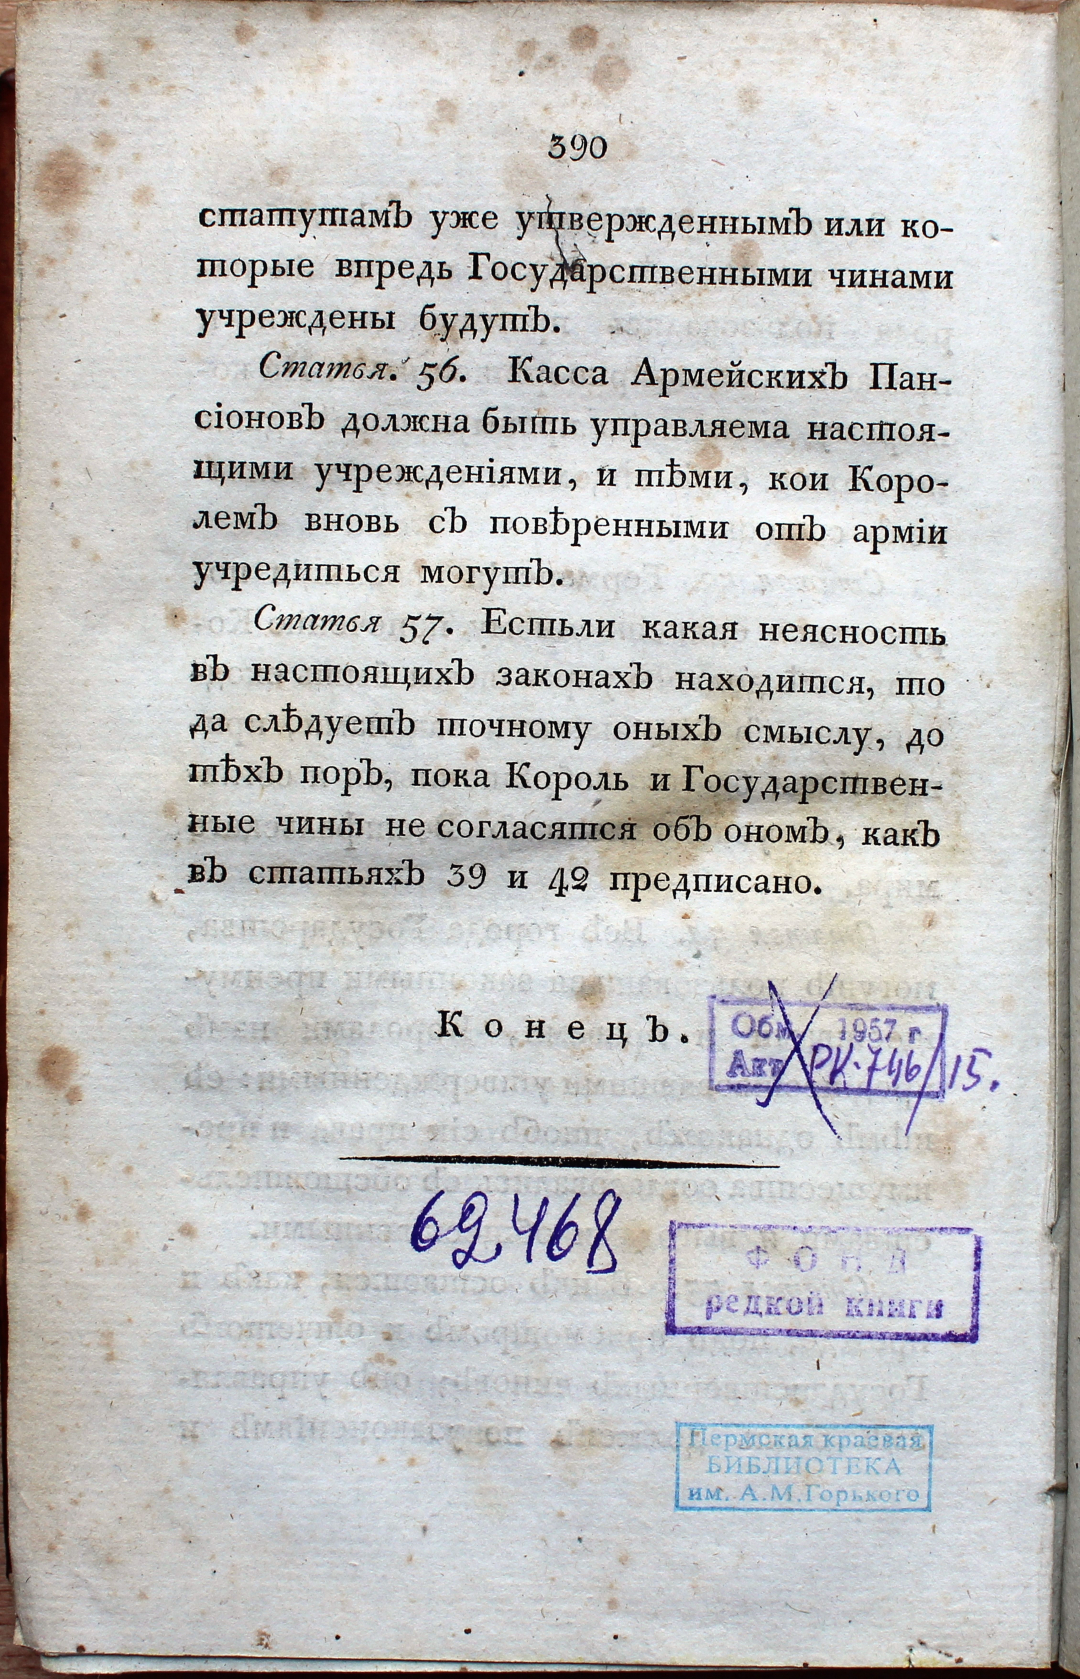 390
статутамЪ уже утвержденнымЪ или ко-
торые впредь Государственными чинами
учреждены будутЪ.
Статья. 56. Касса АрмейскихЪ Пан-
сіоновЪ должна быть управляема настоя-
щими учрежденіями, и тѣми, кои Коро-
лемЪ вновь сЪ повѣренными отЪ арміи
учредиться могутЪ.
Статья 57. Естьли какая неясность
вЪ настоящихЪ законахЪ находится, то
да слѣдуетЪ точному оныхЪ смыслу, до
тѣхЪ порЪ, пока Король и Государствен-
ные чины не согласятся обЪ ономЪ, какЪ
вЪ статьяхЪ 39 и 42 предписано.
КонецЪ.
1957 г
Акт РК-746/15.
62468
ФОНД
редкой книги
Пермская краевая
БИБЛИОТЕКА
им. А.М.Горького